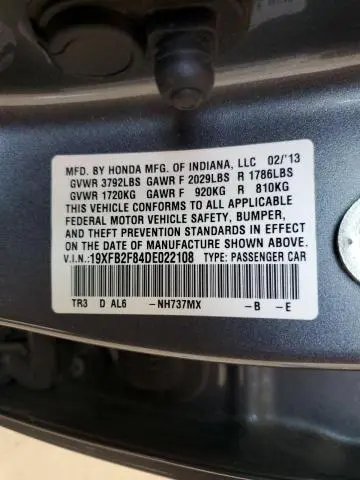 MFD. BY HONDA MFG. OF INDIANA, LLC 02/'13
GVWR 3792LBS GAWR F 2029LBS R 1786LBS
GVWR 1720KG GAWR F 920KG R 810KG
THIS VEHICLE CONFORMS TO ALL APPLICABLE
FEDERAL MOTOR VEHICLE SAFETY, BUMPER,
AND THEFT PREVENTION STANDARDS IN EFFECT
ON THE DATE OF MANUFACTURE SHOWN ABOVE.
V.I.N.: 19XFB2F84DE022108 TYPE: PASSENGER CAR
TR3 D AL6 -NH737MX -B -E